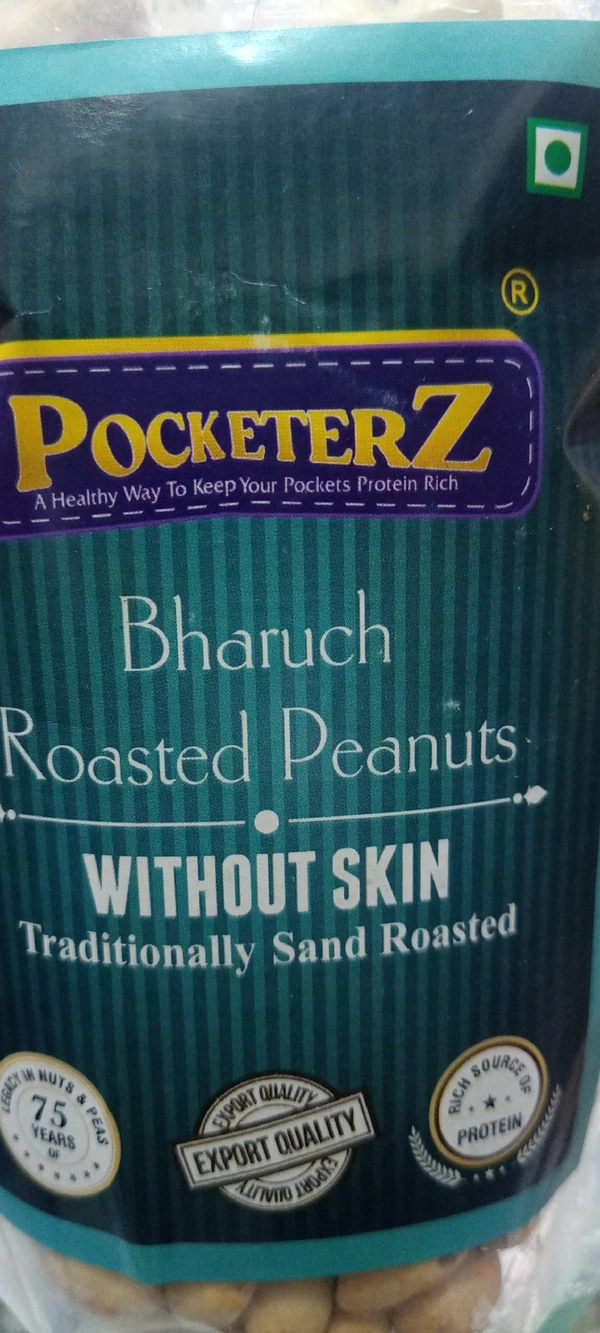 ®
POCKETERZ
A Healthy Way To Keep Your Pockets Protein Rich
Bharuch
Roasted Peanuts
WITHOUT SKIN
Traditionally Sand Roasted
LEGACY IN NUTS & PEAS
75
YEARS
OF
EXPORT QUALITY
EXPORT QUALITY
EXPORT QUALITY
RICH SOURCE OF
PROTEIN